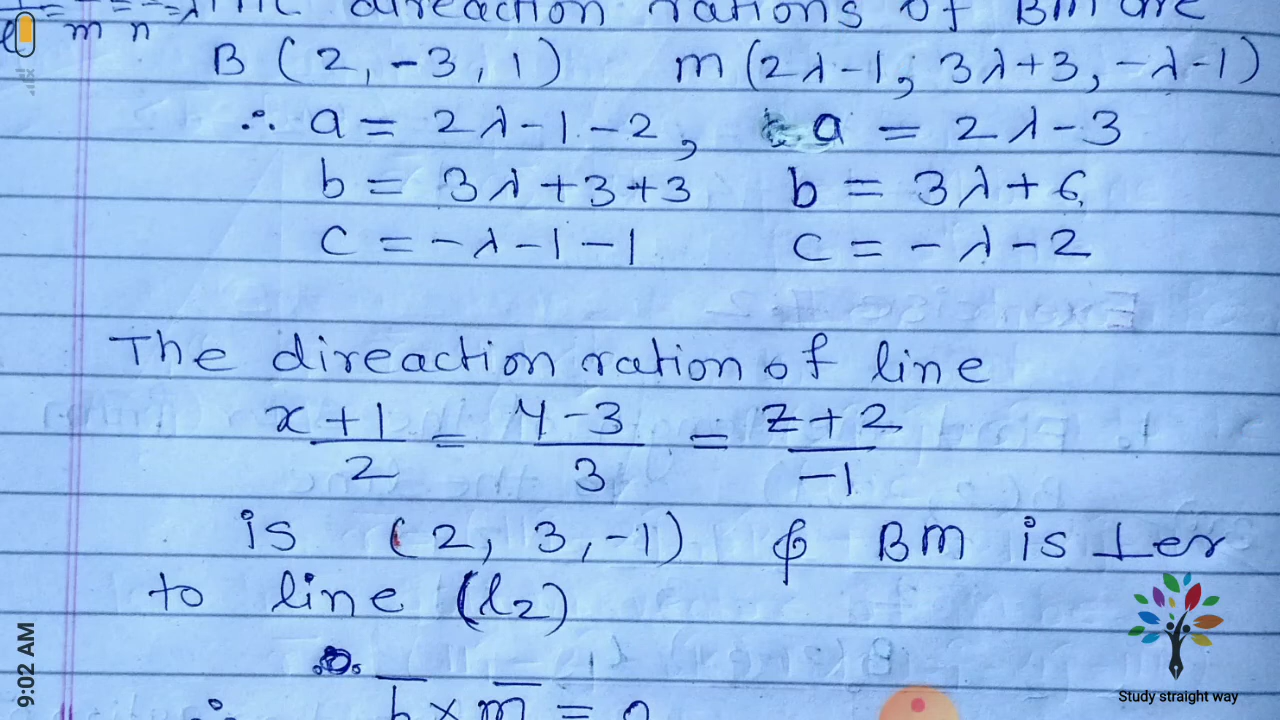 direaction rations of BM are
m n
B (2, -3, 1) m (2λ-1, 3λ+3, -λ-1)
∴ a = 2λ-1-2, a = 2λ-3
b = 3λ+3+3 b = 3λ+6
c = -λ-1-1 c = -λ-2
The direaction ration of line
x+1/2 = y-3/3 = z+2/-1
is (2, 3, -1) & BM is ⊥er
to line (l2)
∴ b × m = 0
Study straight way
9:02 AM